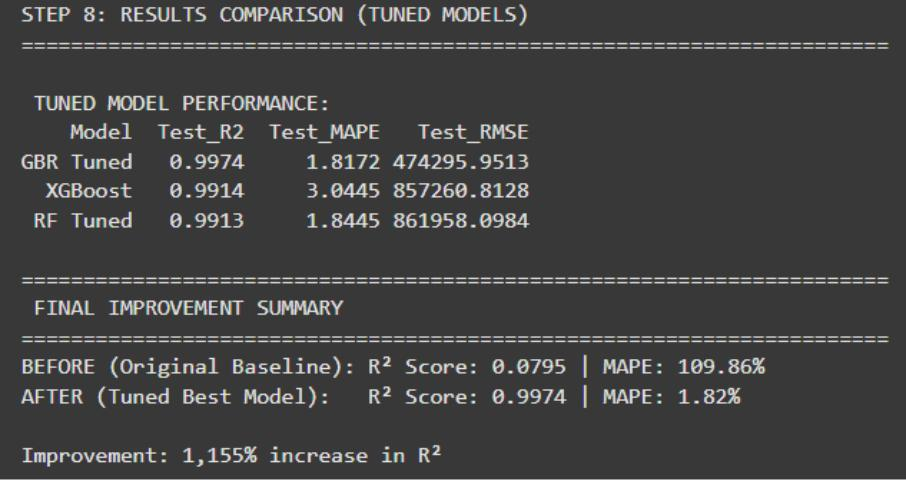 STEP 8: RESULTS COMPARISON (TUNED MODELS)
======================================================================
TUNED MODEL PERFORMANCE:
Model Test_R2 Test_MAPE Test_RMSE
GBR Tuned 0.9974 1.8172 474295.9513
XGBoost 0.9914 3.0445 857260.8128
RF Tuned 0.9913 1.8445 861958.0984
======================================================================
FINAL IMPROVEMENT SUMMARY
======================================================================
BEFORE (Original Baseline): R² Score: 0.0795 | MAPE: 109.86%
AFTER (Tuned Best Model): R² Score: 0.9974 | MAPE: 1.82%
Improvement: 1,155% increase in R²